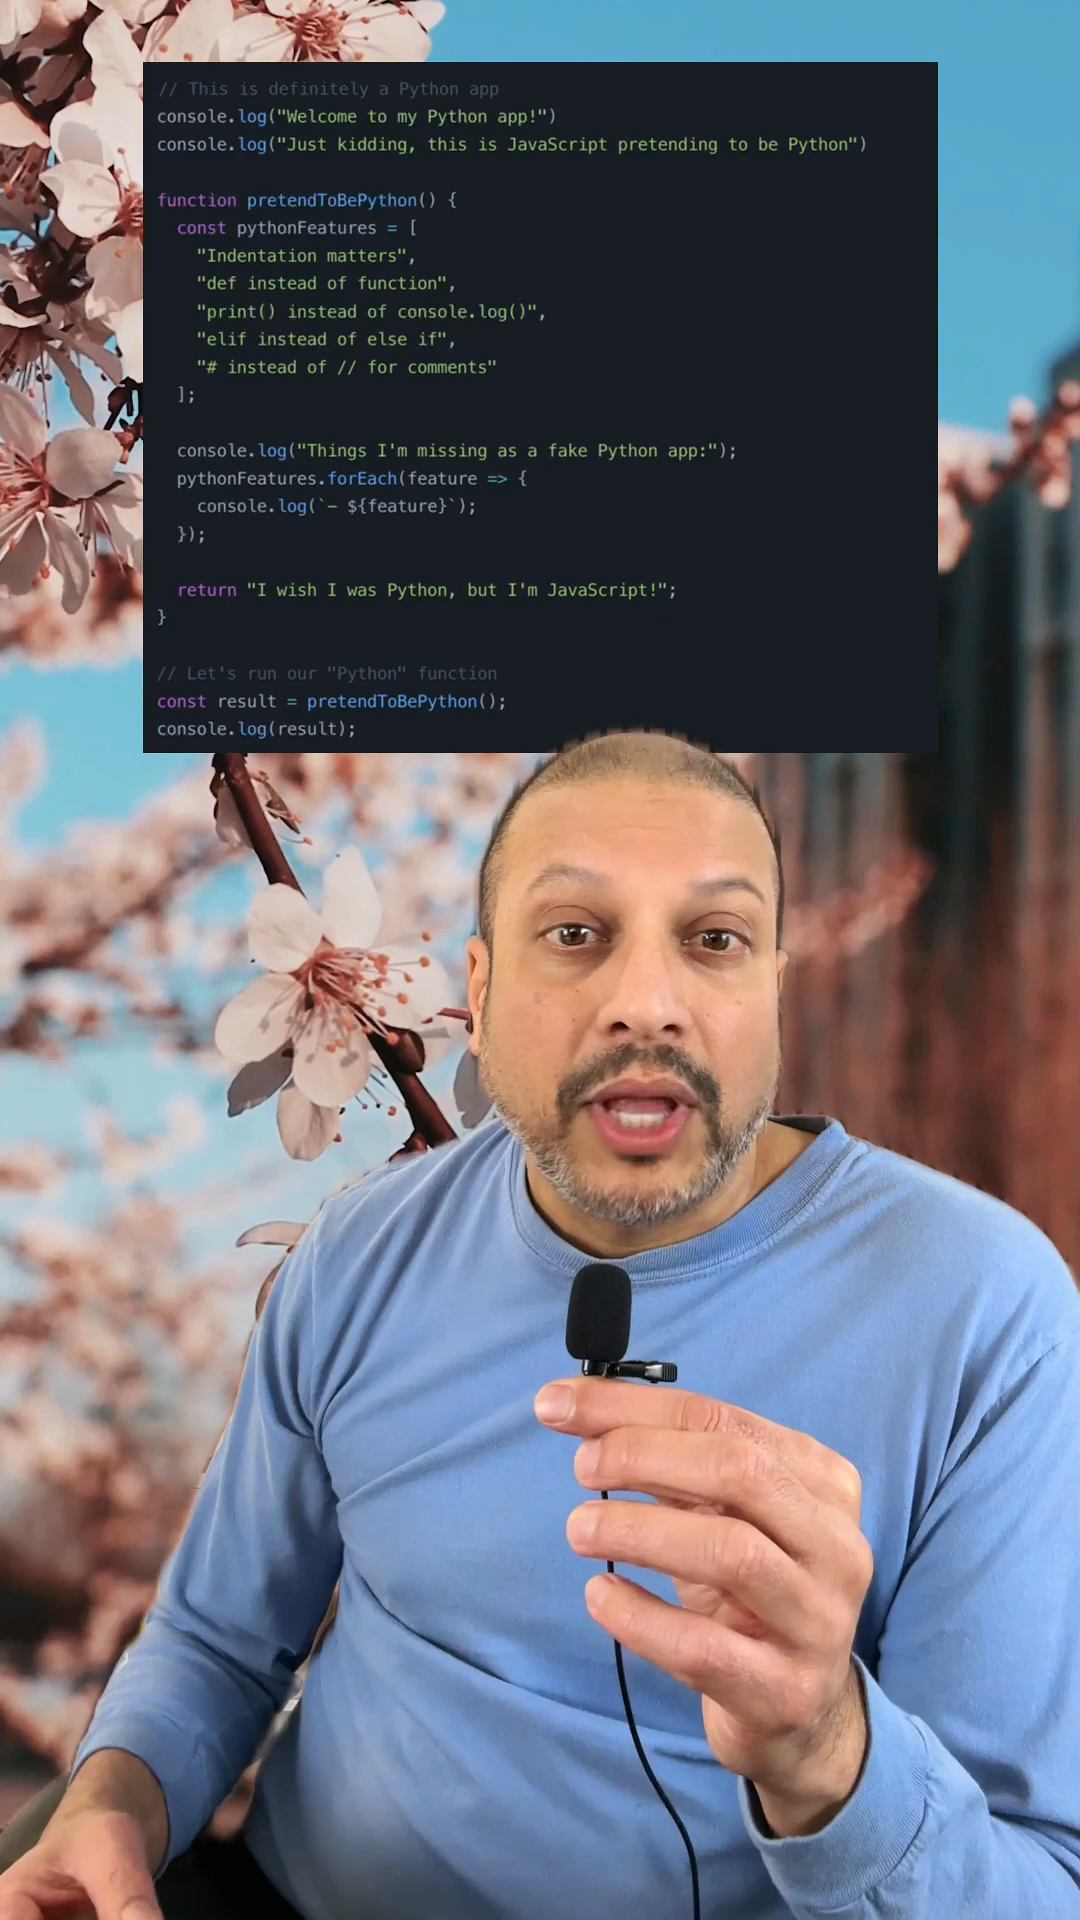 // This is definitely a Python app
console.log("Welcome to my Python app!")
console.log("Just kidding, this is JavaScript pretending to be Python")
function pretendToBePython() {
  const pythonFeatures = [
    "Indentation matters",
    "def instead of function",
    "print() instead of console.log()",
    "elif instead of else if",
    "# instead of // for comments"
  ];
  console.log("Things I'm missing as a fake Python app:");
  pythonFeatures.forEach(feature => {
    console.log(`- ${feature}`);
  });
  return "I wish I was Python, but I'm JavaScript!";
}
// Let's run our "Python" function
const result = pretendToBePython();
console.log(result);